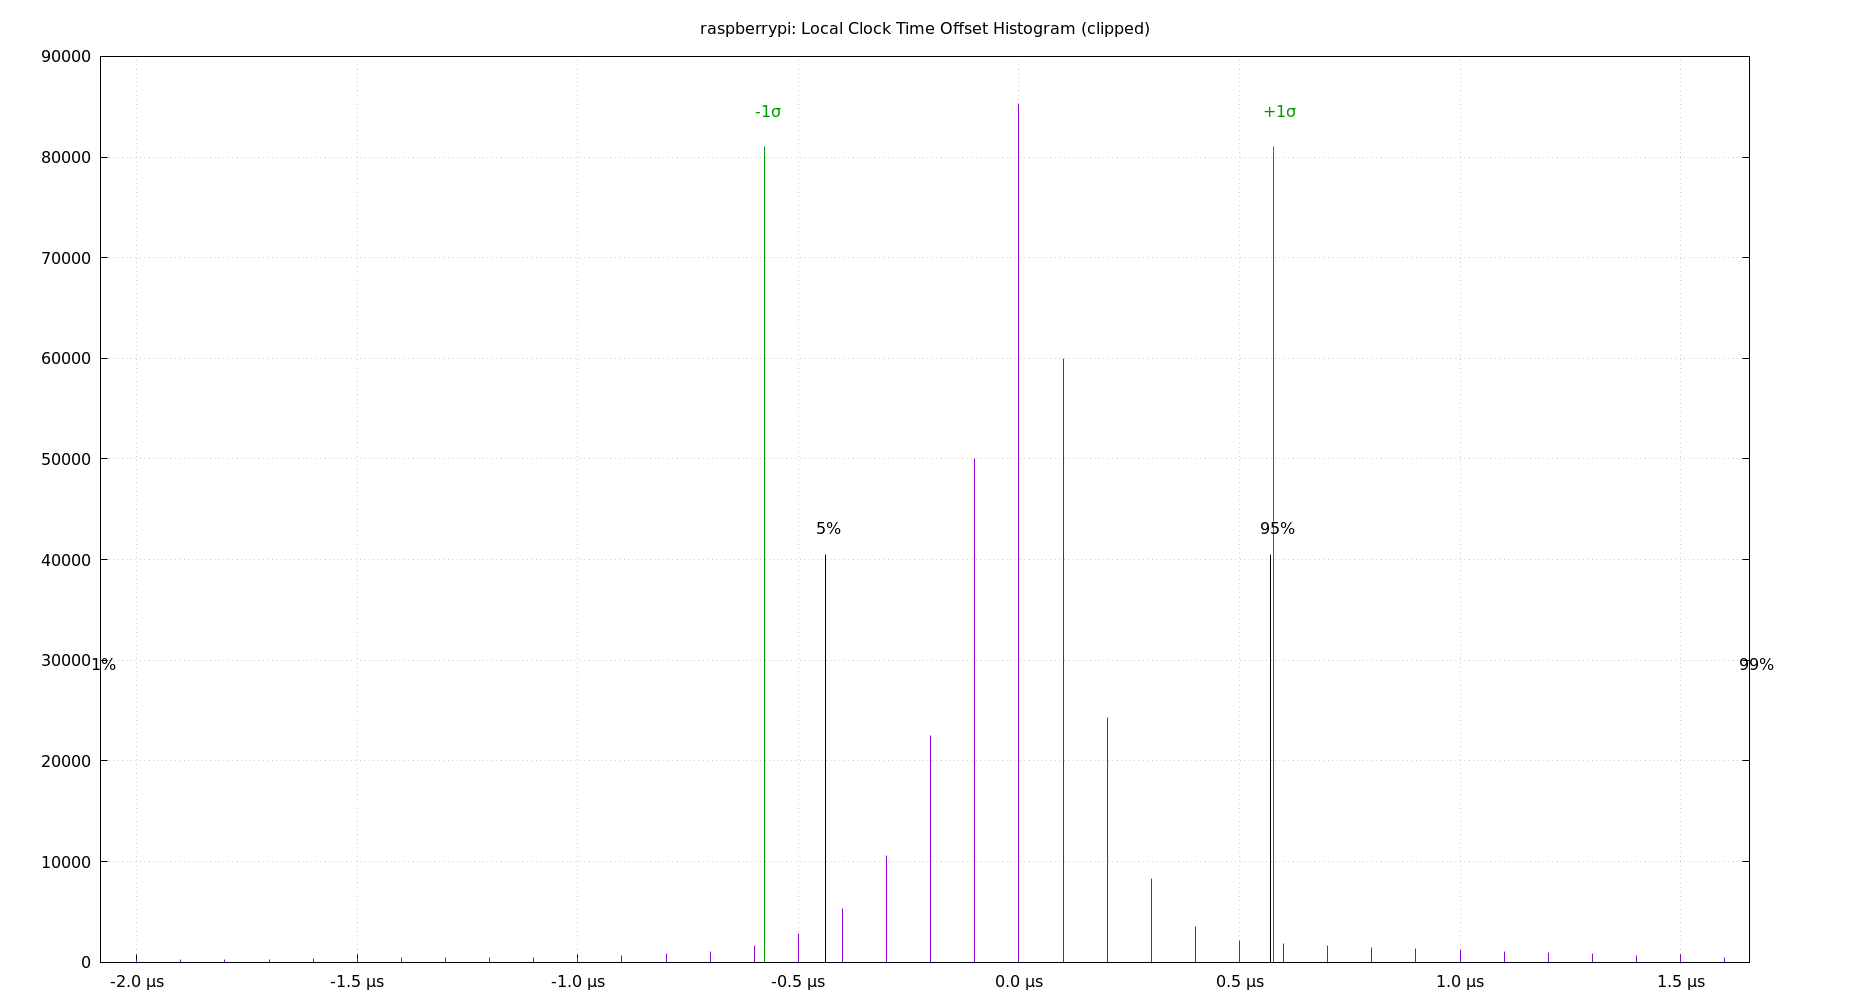 raspberrypi: Local Clock Time Offset Histogram (clipped)
90000
-1σ
+1σ
80000
70000
60000
50000
5%
95%
40000
30000
1%
99%
20000
10000
0
-2.0 µs
-1.5 µs
-1.0 µs
-0.5 µs
0.0 µs
0.5 µs
1.0 µs
1.5 µs